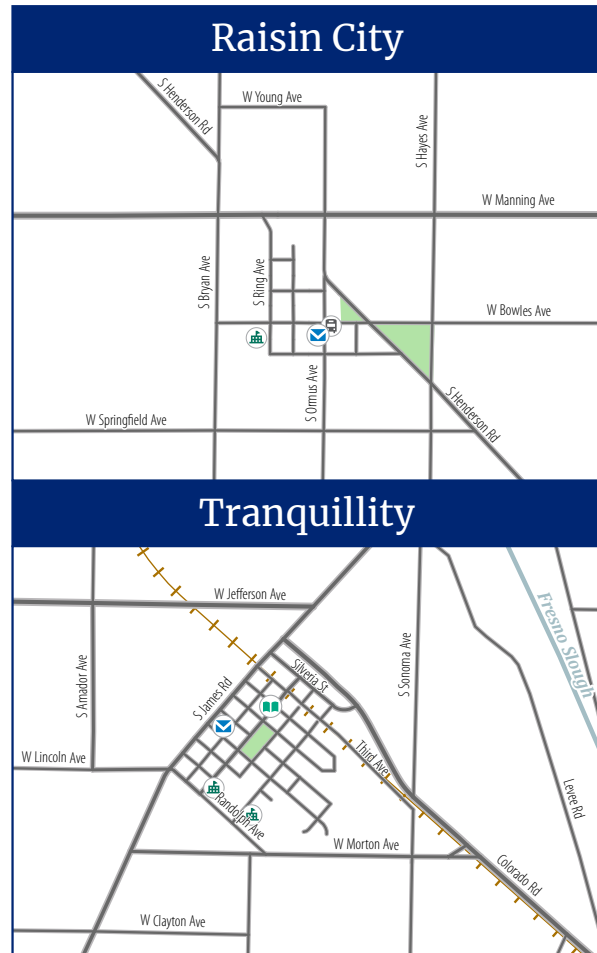 Raisin City
S Henderson Rd
W Young Ave
S Hayes Ave
W Manning Ave
S Bryan Ave
S Ring Ave
W Bowles Ave
S Ormus Ave
W Springfield Ave
S Henderson Rd
Tranquillity
W Jefferson Ave
Fresno Slough
S Amador Ave
S Sonoma Ave
Silveria St
S James Rd
W Lincoln Ave
Third Ave
Levee Rd
Randolph Ave
W Morton Ave
Colorado Rd
W Clayton Ave